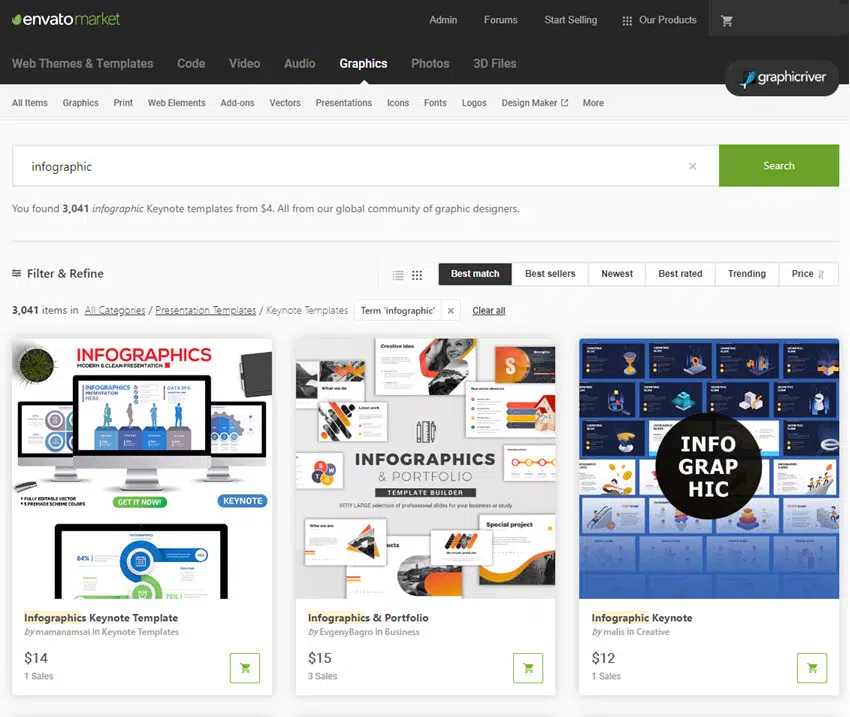 envatomarket
Admin Forums Start Selling Our Products
Web Themes & Templates Code Video Audio Graphics Photos 3D Files
graphicriver
All Items Graphics Print Web Elements Add-ons Vectors Presentations Icons Fonts Logos Design Maker More
infographic
Search
You found 3,041 infographic Keynote templates from $4. All from our global community of graphic designers.
Filter & Refine
Best match Best sellers Newest Best rated Trending Price
3,041 items in All Categories / Presentation Templates / Keynote Templates Term 'infographic' Clear all
INFOGRAPHICS
MODERN & CLEAN PRESENTATION
INFOGRAPHICS
PRESENTATION
HERE
DATA RPG
• FULLY EDITABLE VECTOR
• 5 PREMADE SCHEME COLORS
GET IT NOW!
KEYNOTE
84%
75%
Creative idea
What we do
Latest work
S
S W T G
INFOGRAPHICS
& PORTFOLIO
TEMPLATE BUILDER
VERY LARGE selection of professional slides for your business or study
Who we are
Special project
INFO
GRAP
HIC
Infographics Keynote Template
by mamanamsai in Keynote Templates
$14
1 Sales
Infographics & Portfolio
by EvgenyBagro in Business
$15
3 Sales
Infographic Keynote
by malis in Creative
$12
1 Sales